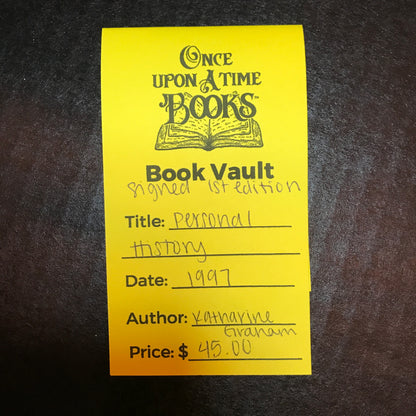 ONCE
UPON A TIME
BOOKS
Book Vault
signed 1st edition
Title: Personal
History
Date: 1997
Author: Katharine
Graham
Price: $ 45.00